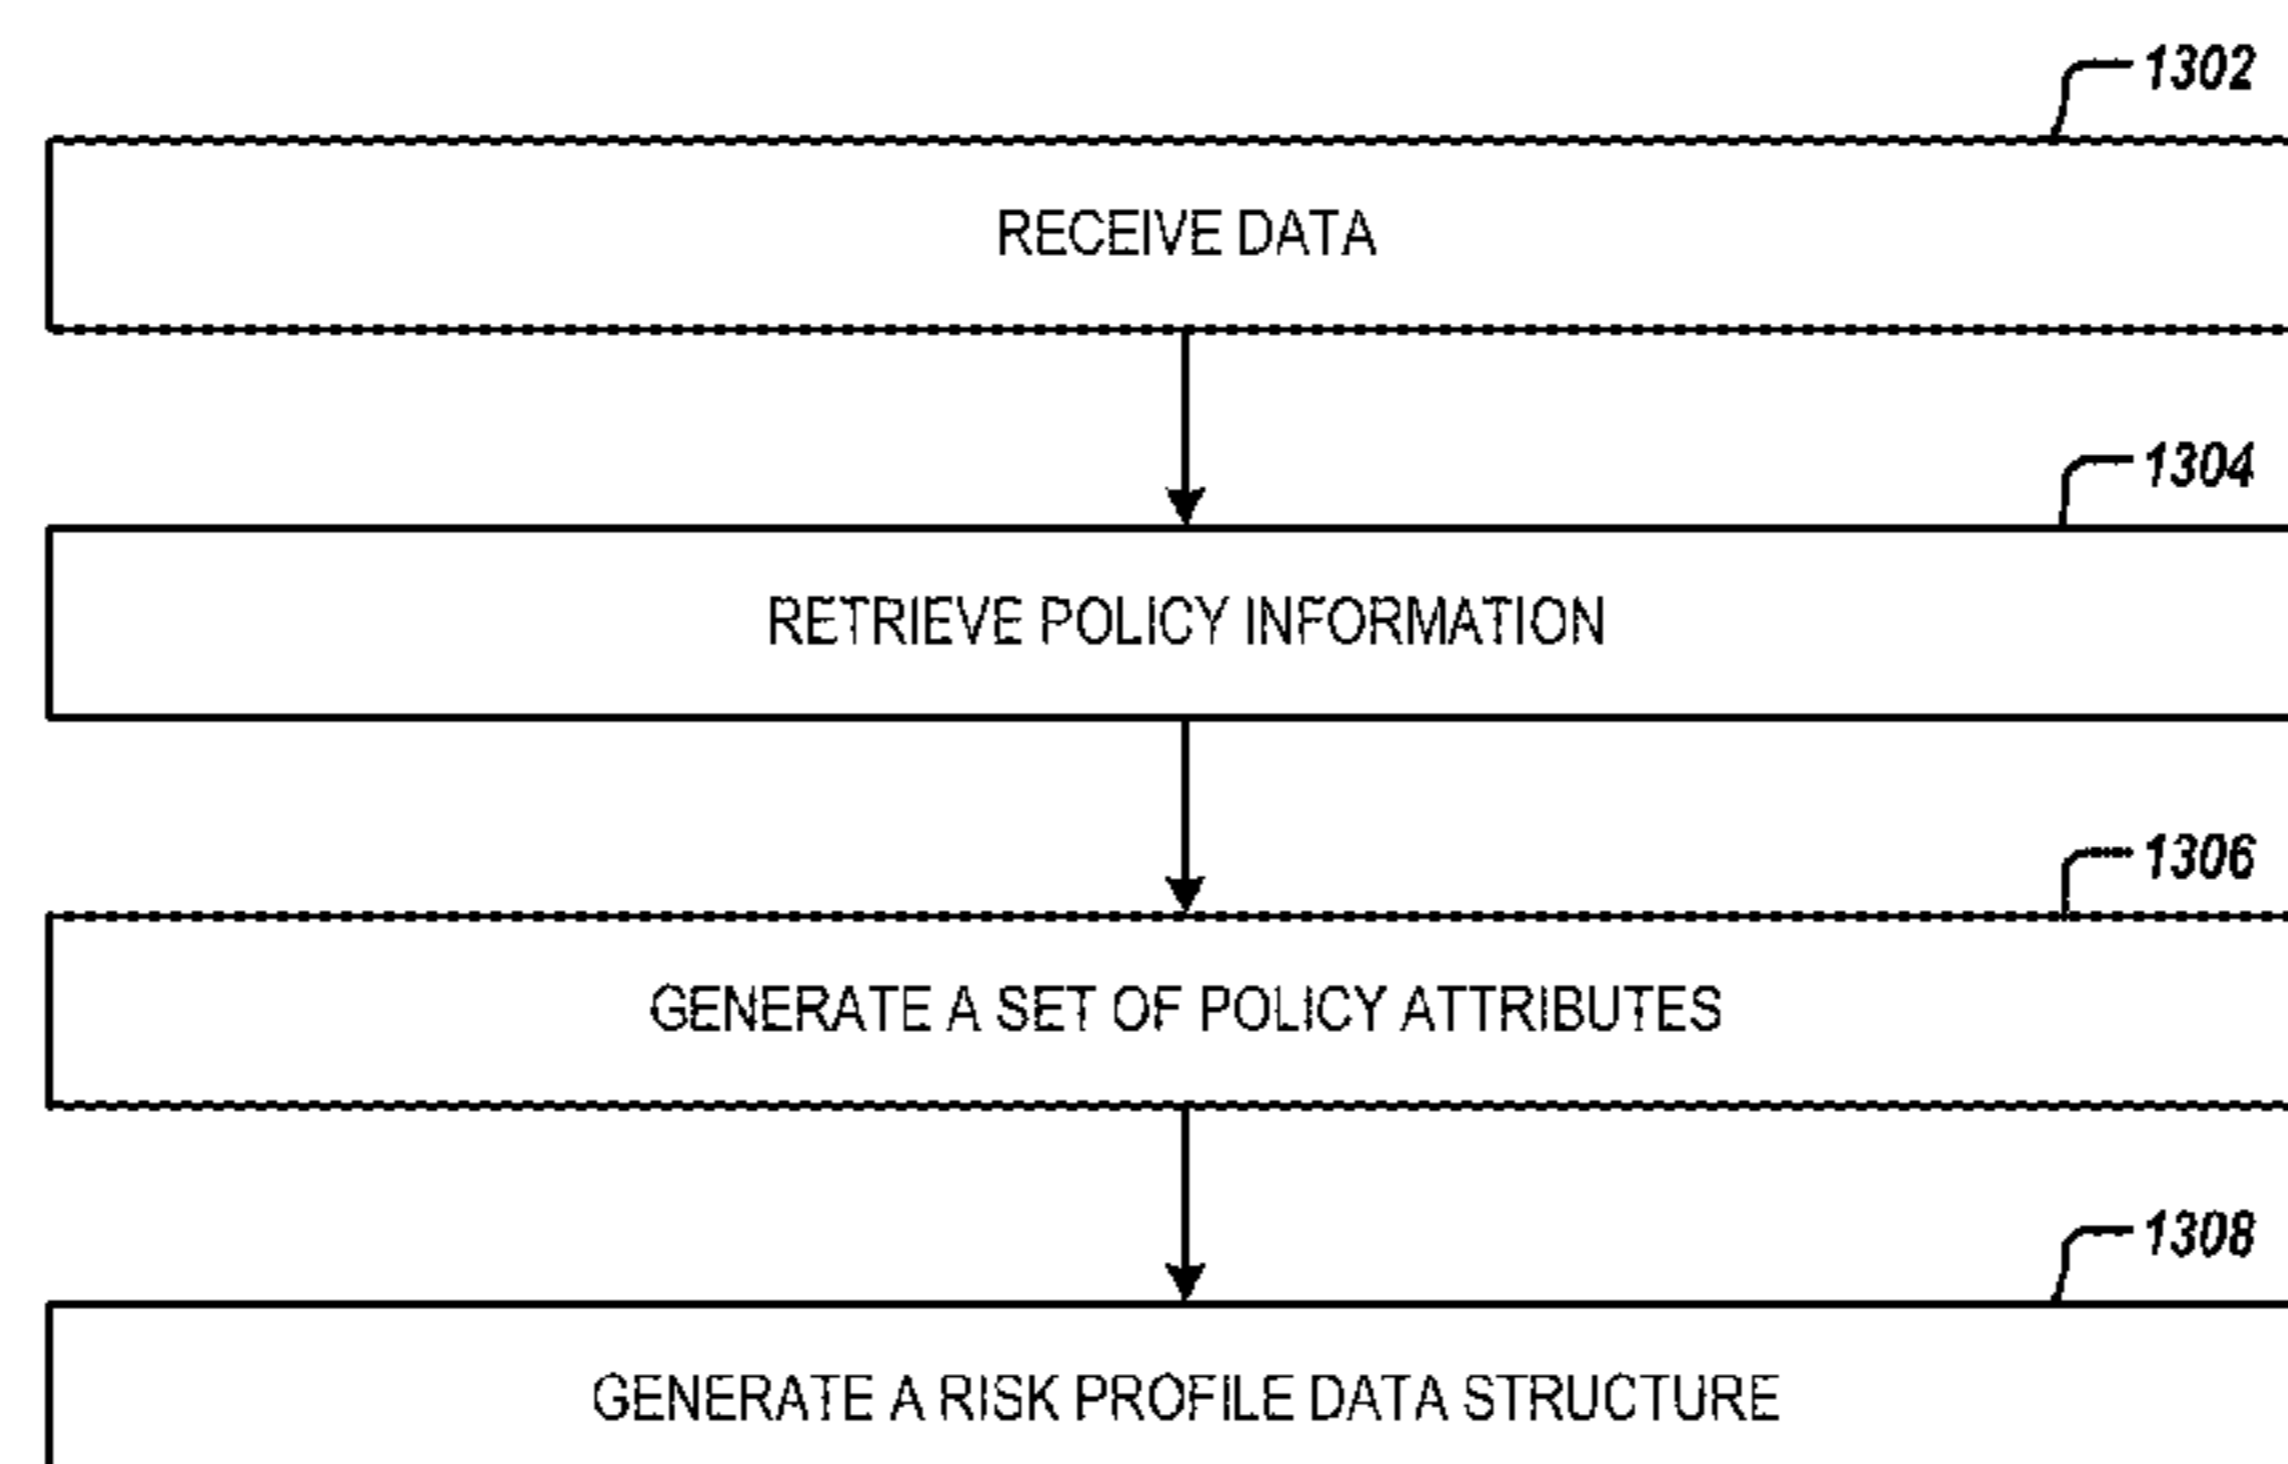 1302
RECEIVE DATA
1304
RETRIEVE POLICY INFORMATION
1306
GENERATE A SET OF POLICY ATTRIBUTES
1308
GENERATE A RISK PROFILE DATA STRUCTURE